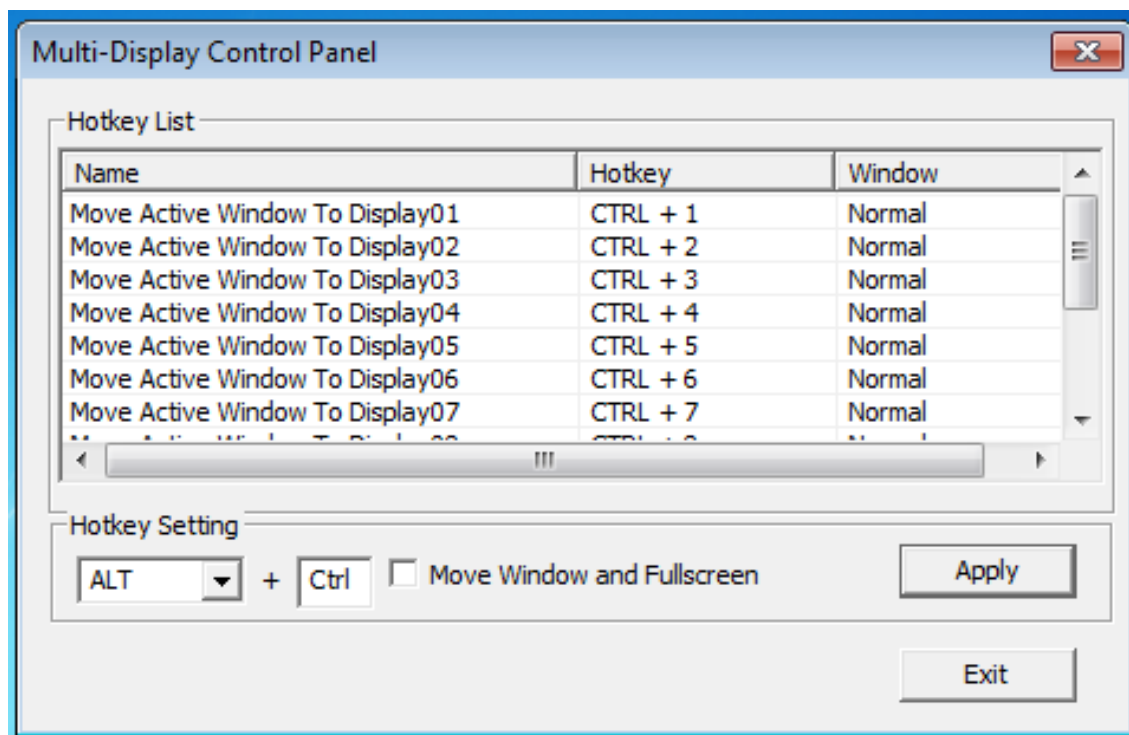 Multi-Display Control Panel
Hotkey List
Name Hotkey Window
Move Active Window To Display01 CTRL + 1 Normal
Move Active Window To Display02 CTRL + 2 Normal
Move Active Window To Display03 CTRL + 3 Normal
Move Active Window To Display04 CTRL + 4 Normal
Move Active Window To Display05 CTRL + 5 Normal
Move Active Window To Display06 CTRL + 6 Normal
Move Active Window To Display07 CTRL + 7 Normal
Hotkey Setting
ALT + Ctrl Move Window and Fullscreen Apply
Exit